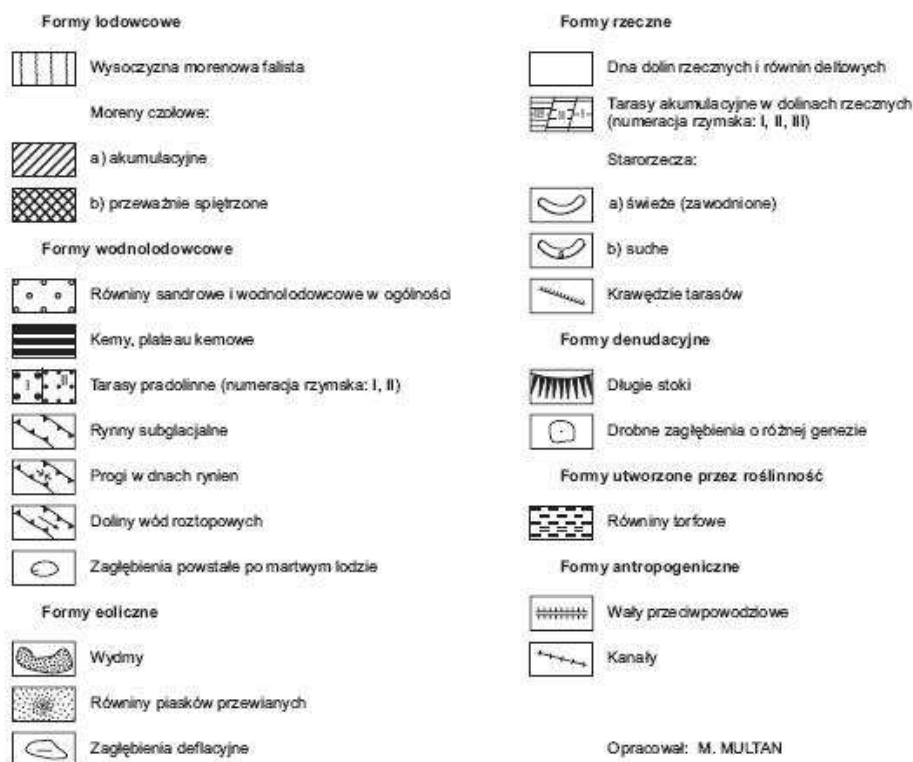 Formy lodowcowe
Wysoczyzna morenowa falista
Moreny czołowe:
a) akumulacyjne
b) przeważnie spiętrzone
Formy wodnolodowcowe
Równiny sandrowe i wodnolodowcowe w ogólności
Kemy, plateau kemowe
I II
Tarasy pradolinne (numeracja rzymska: I, II)
Rynny subglacjalne
Progi w dnach rynien
Doliny wód roztopowych
Zagłębienia powstałe po martwym lodzie
Formy eoliczne
Wydmy
Równiny piasków przewianych
Zagłębienia deflacyjne
Formy rzeczne
Dna dolin rzecznych i równin deltowych
III II I
Tarasy akumulacyjne w dolinach rzecznych
(numeracja rzymska: I, II, III)
Starorzecza:
a) świeże (zawodnione)
b) suche
Krawędzie tarasów
Formy denudacyjne
Długie stoki
Drobne zagłębienia o różnej genezie
Formy utworzone przez roślinność
Równiny torfowe
Formy antropogeniczne
Wały przeciwpowodziowe
Kanały
Opracował: M. MULTAN